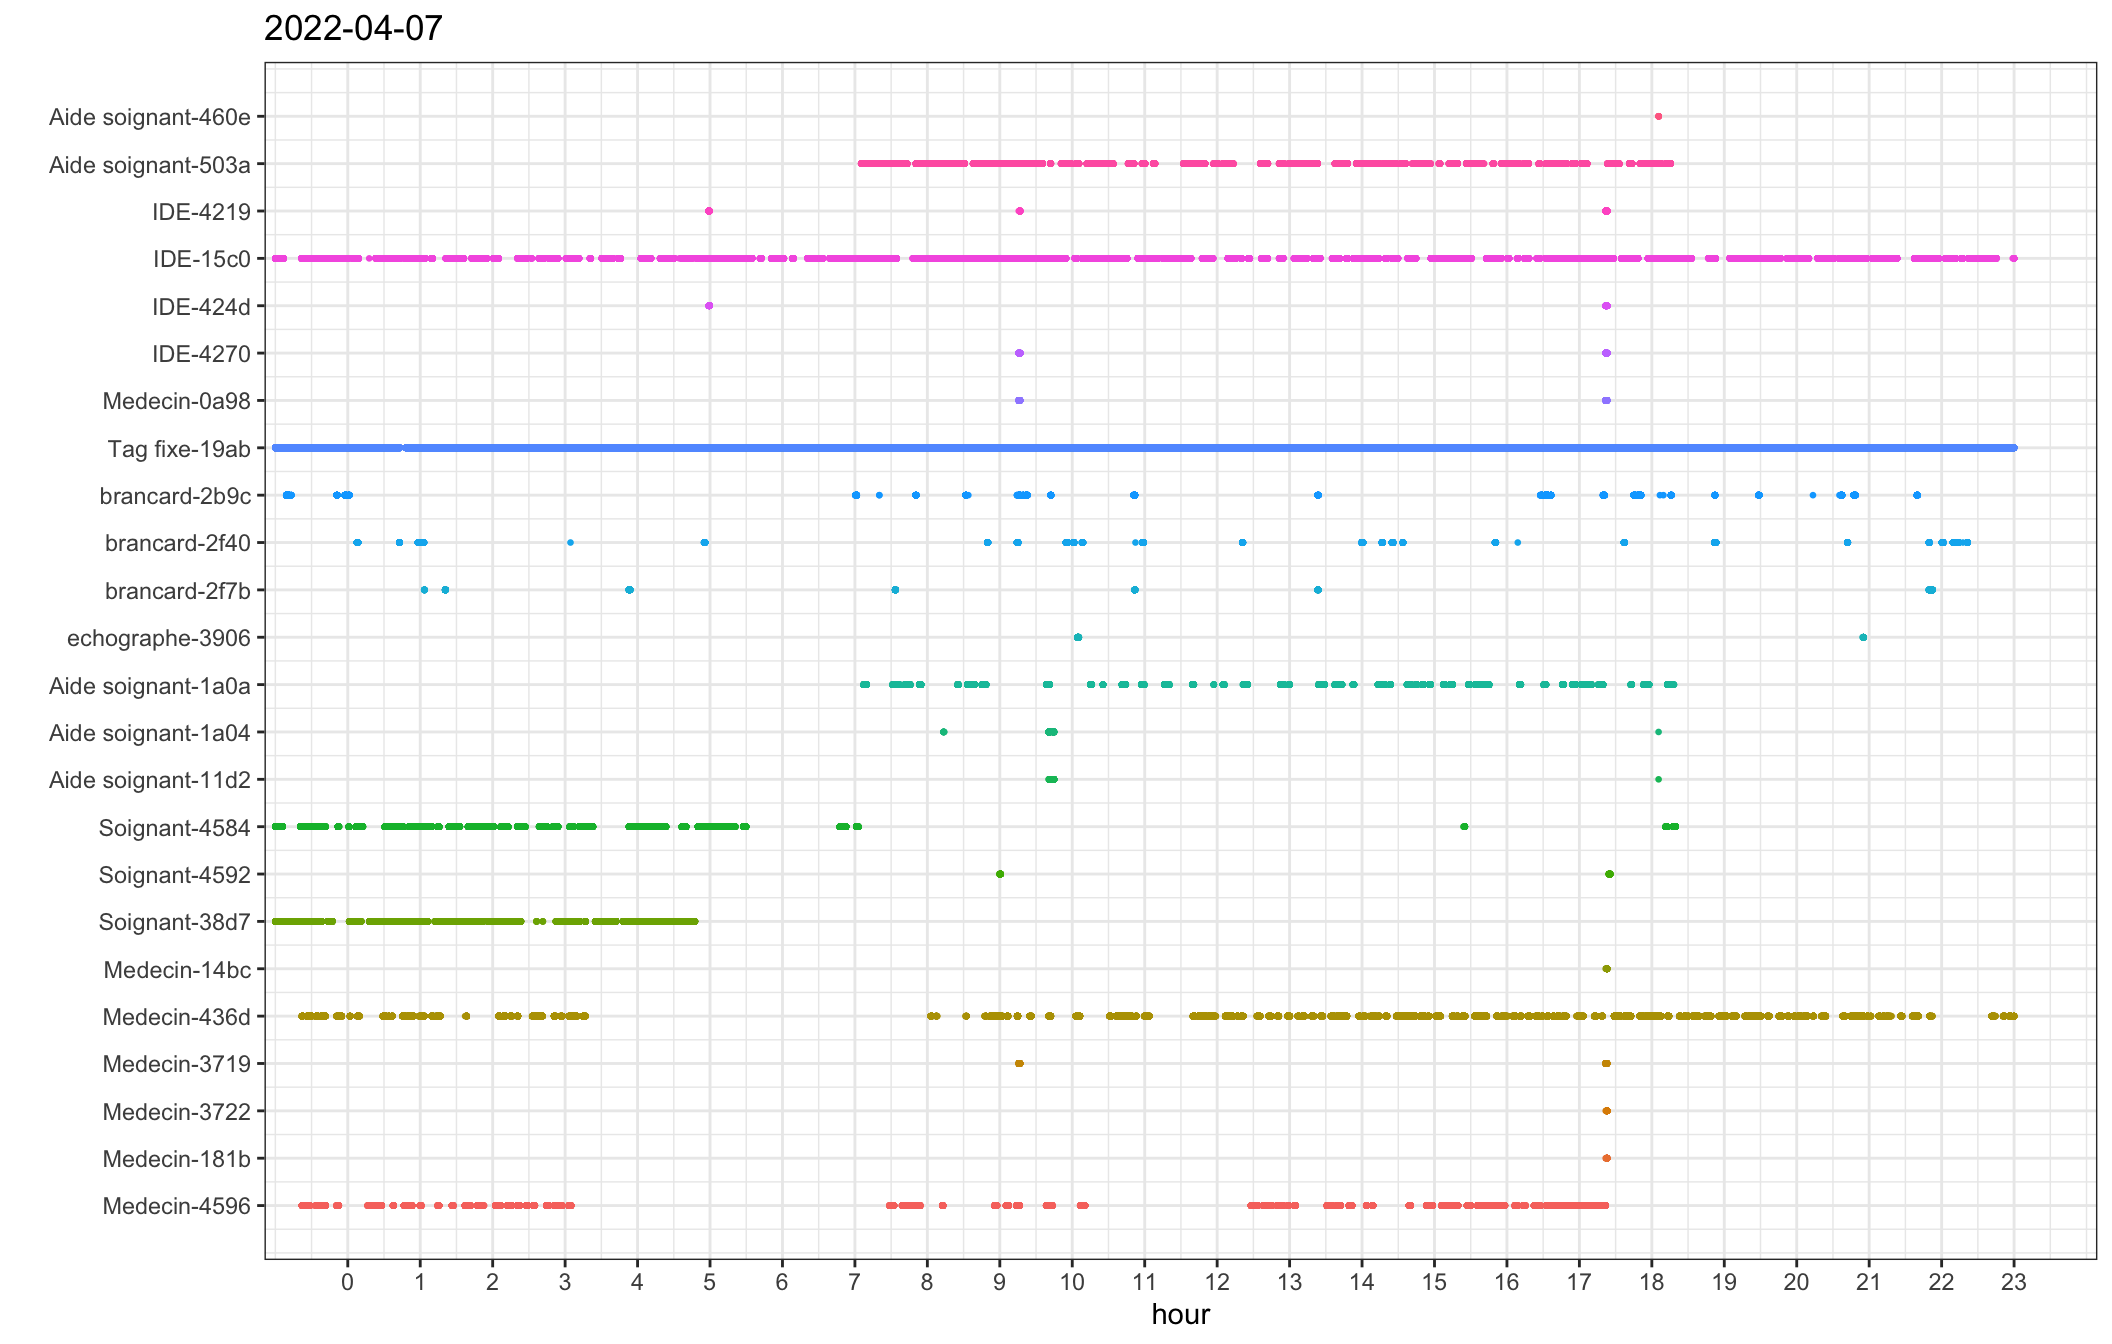 2022-04-07
Aide soignant-460e
Aide soignant-503a
IDE-4219
IDE-15c0
IDE-424d
IDE-4270
Medecin-0a98
Tag fixe-19ab
brancard-2b9c
brancard-2f40
brancard-2f7b
echographe-3906
Aide soignant-1a0a
Aide soignant-1a04
Aide soignant-11d2
Soignant-4584
Soignant-4592
Soignant-38d7
Medecin-14bc
Medecin-436d
Medecin-3719
Medecin-3722
Medecin-181b
Medecin-4596
0 1 2 3 4 5 6 7 8 9 10 11 12 13 14 15 16 17 18 19 20 21 22 23
hour